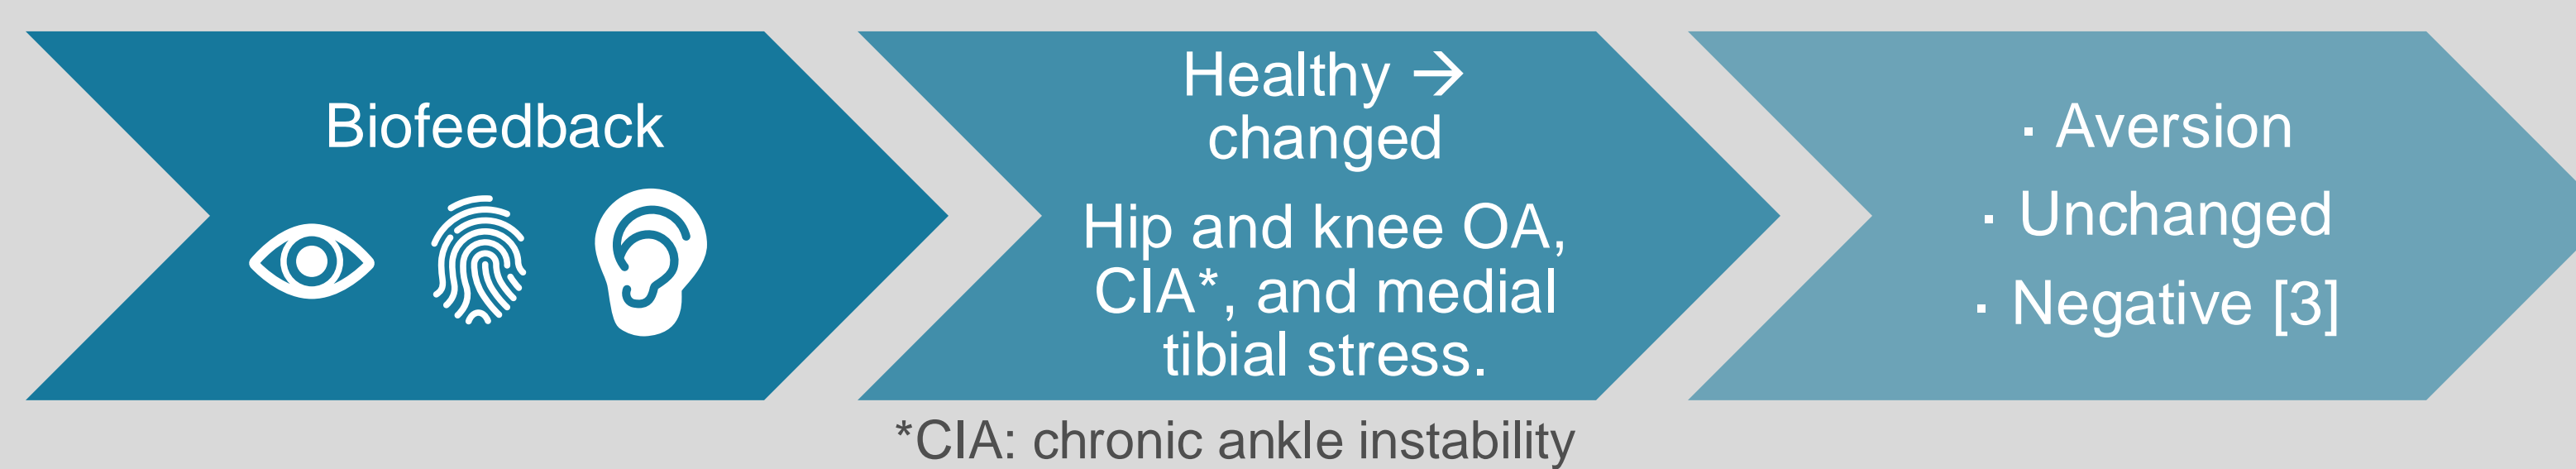 Biofeedback
Healthy →
changed
Hip and knee OA,
CIA*, and medial
tibial stress.
· Aversion
· Unchanged
· Negative [3]
*CIA: chronic ankle instability